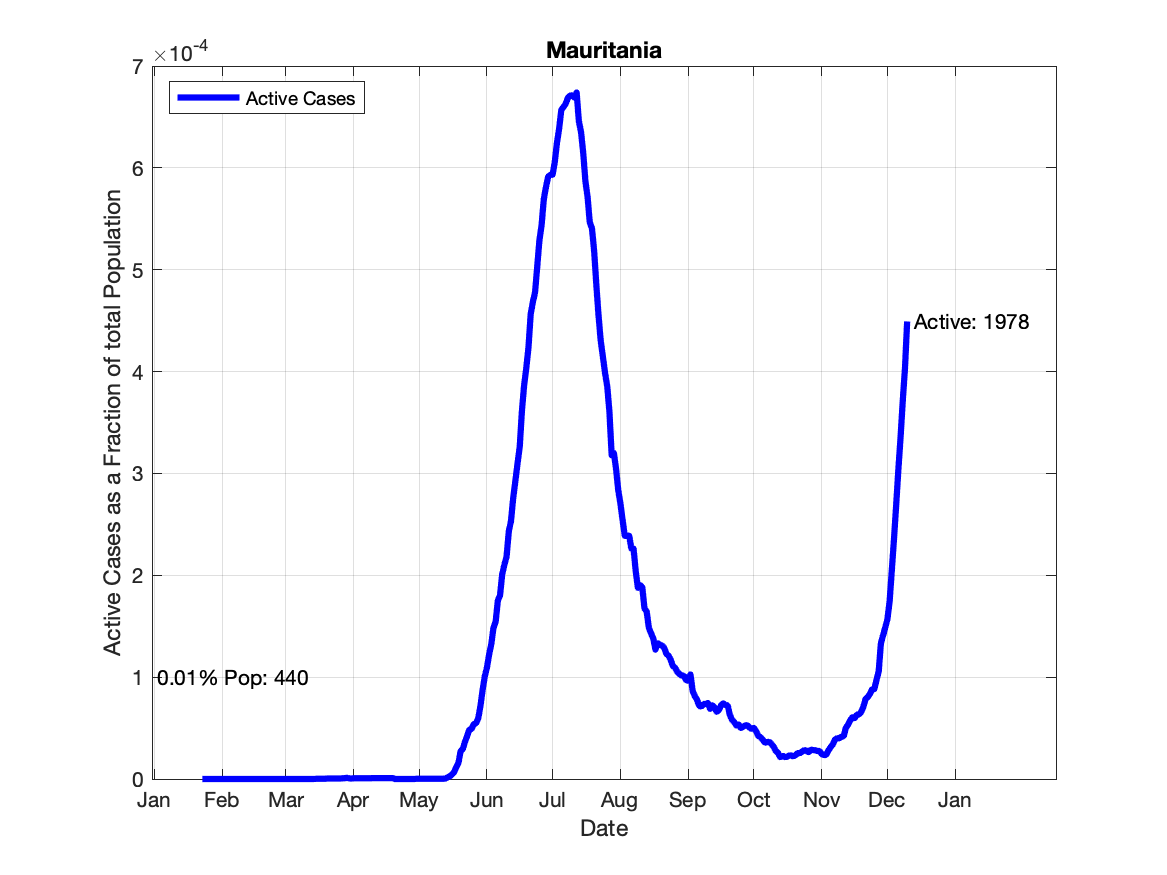 Mauritania
×10-4
7
6
5
4
3
2
1
0
Active Cases
Active: 1978
0.01% Pop: 440
Active Cases as a Fraction of total Population
Jan Feb Mar Apr May Jun Jul Aug Sep Oct Nov Dec Jan
Date